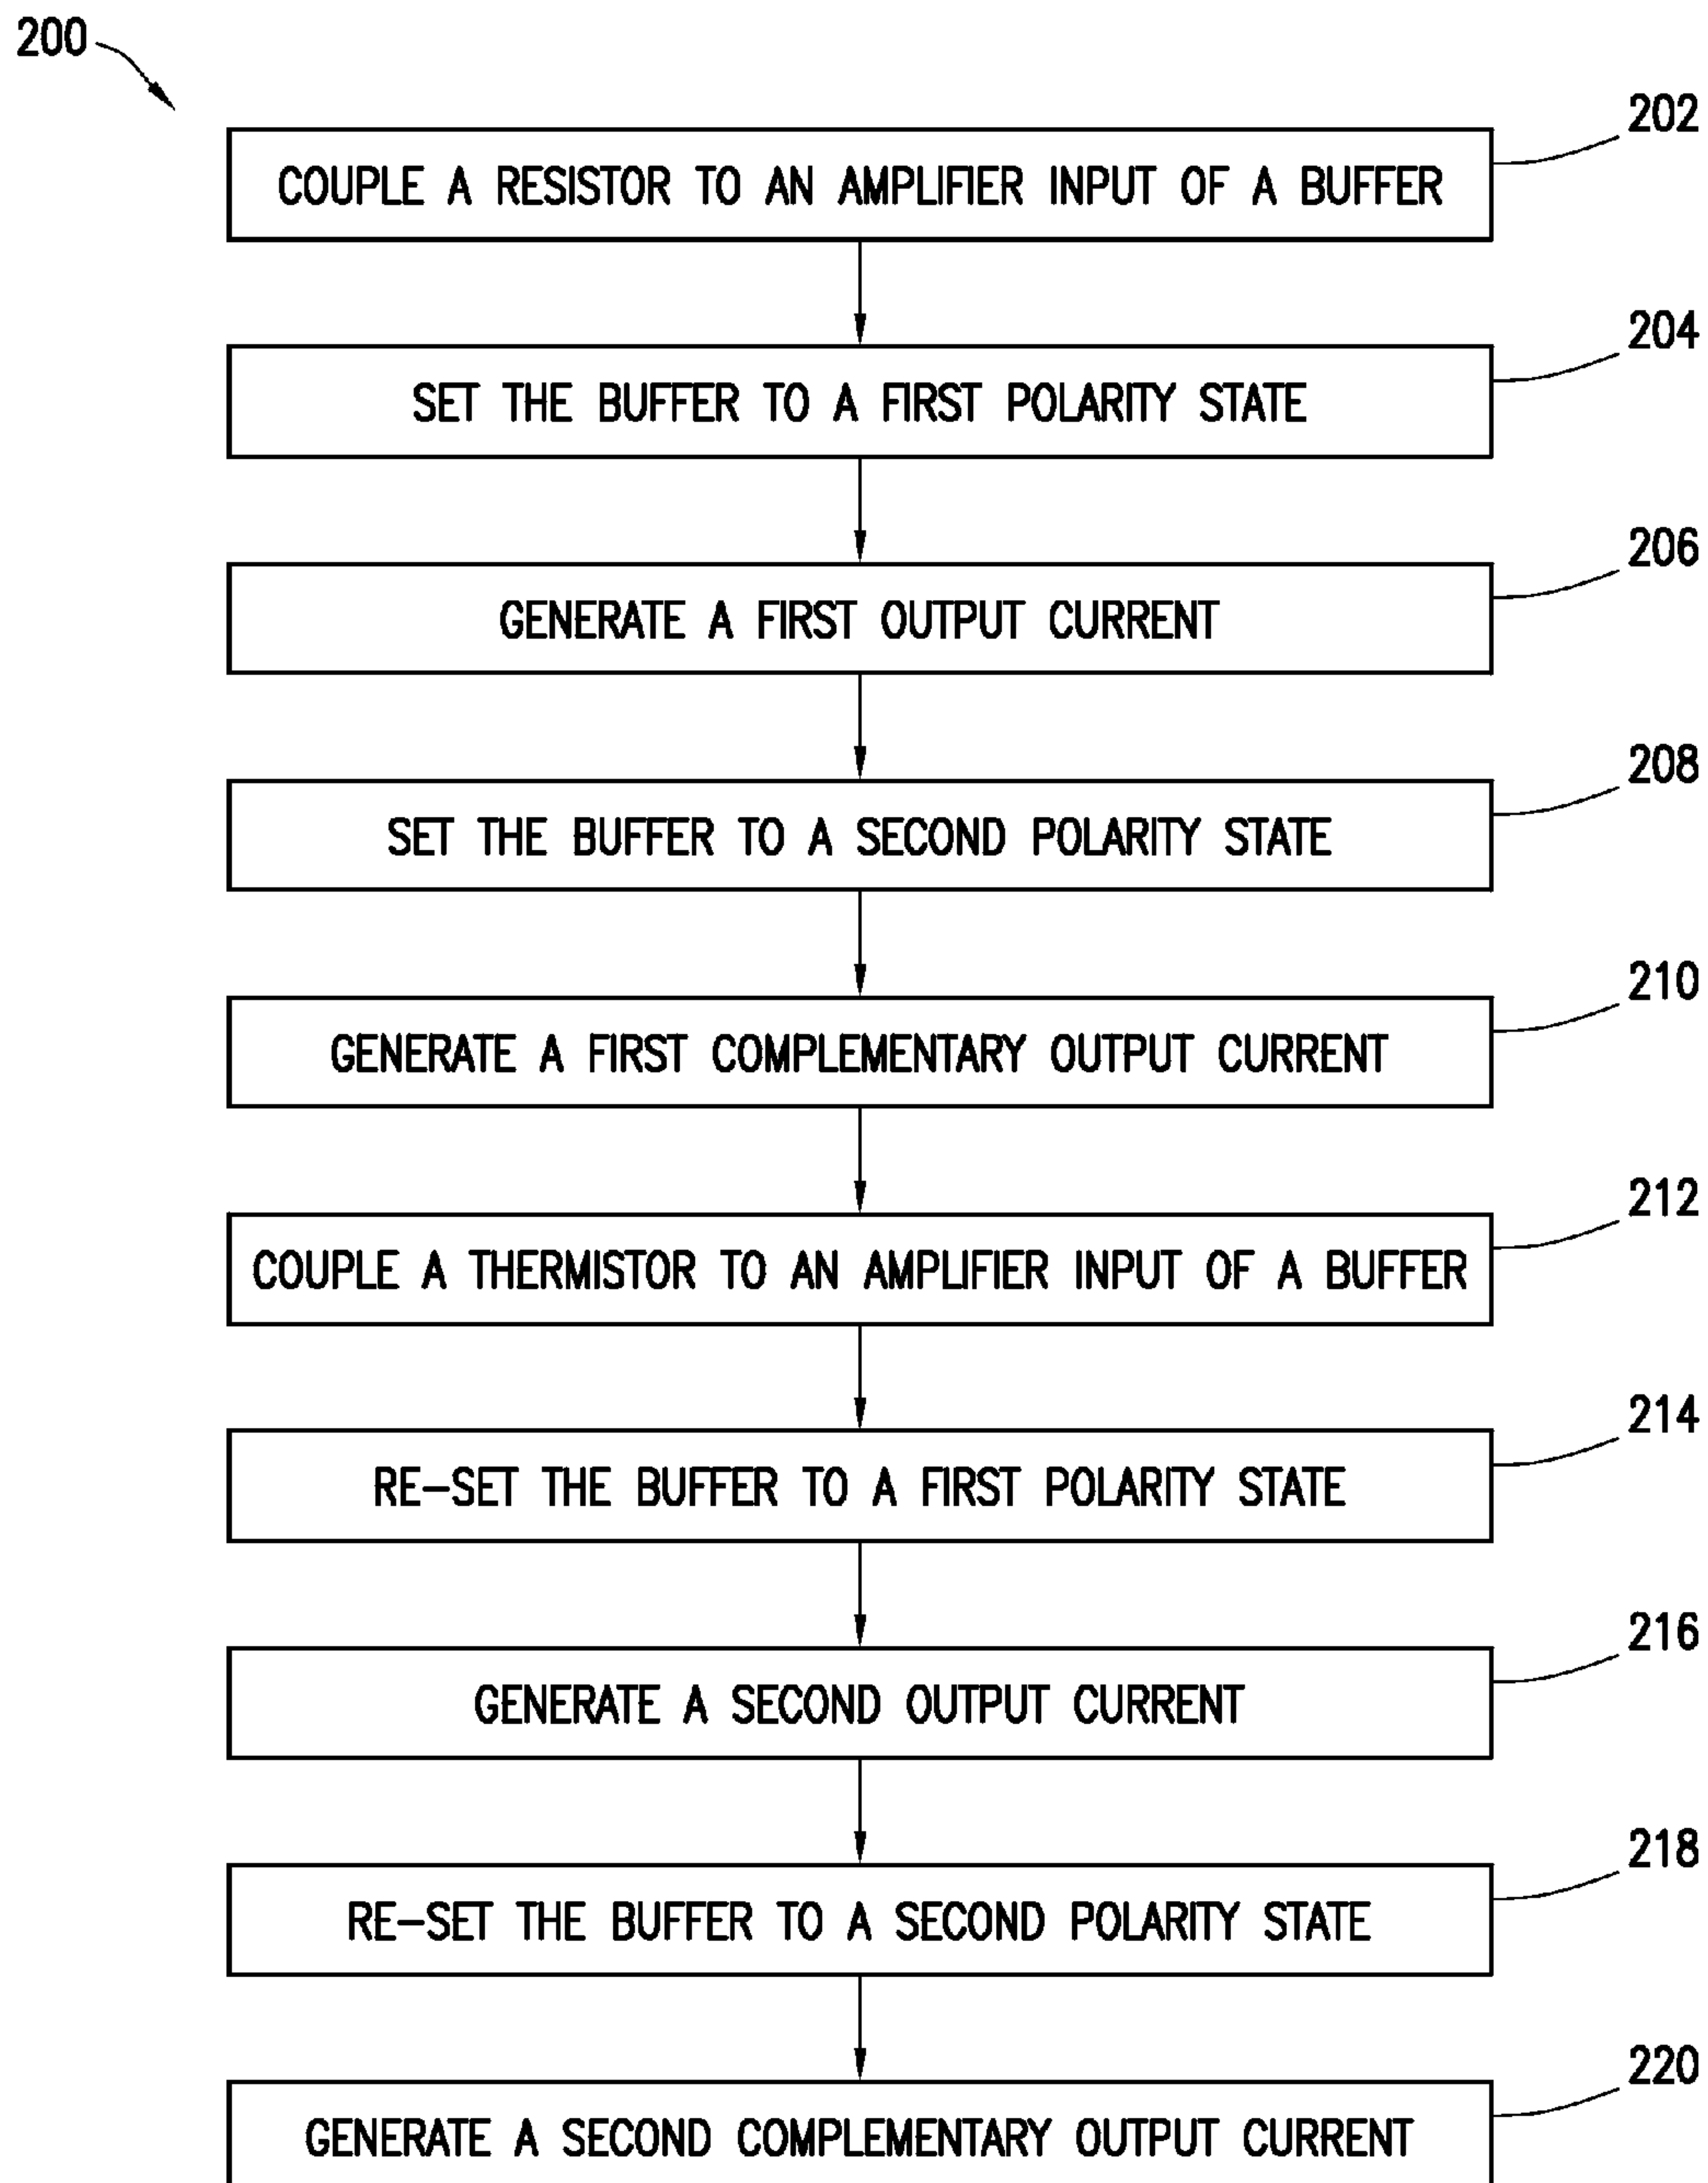 200
202
COUPLE A RESISTOR TO AN AMPLIFIER INPUT OF A BUFFER
204
SET THE BUFFER TO A FIRST POLARITY STATE
206
GENERATE A FIRST OUTPUT CURRENT
208
SET THE BUFFER TO A SECOND POLARITY STATE
210
GENERATE A FIRST COMPLEMENTARY OUTPUT CURRENT
212
COUPLE A THERMISTOR TO AN AMPLIFIER INPUT OF A BUFFER
214
RE-SET THE BUFFER TO A FIRST POLARITY STATE
216
GENERATE A SECOND OUTPUT CURRENT
218
RE-SET THE BUFFER TO A SECOND POLARITY STATE
220
GENERATE A SECOND COMPLEMENTARY OUTPUT CURRENT